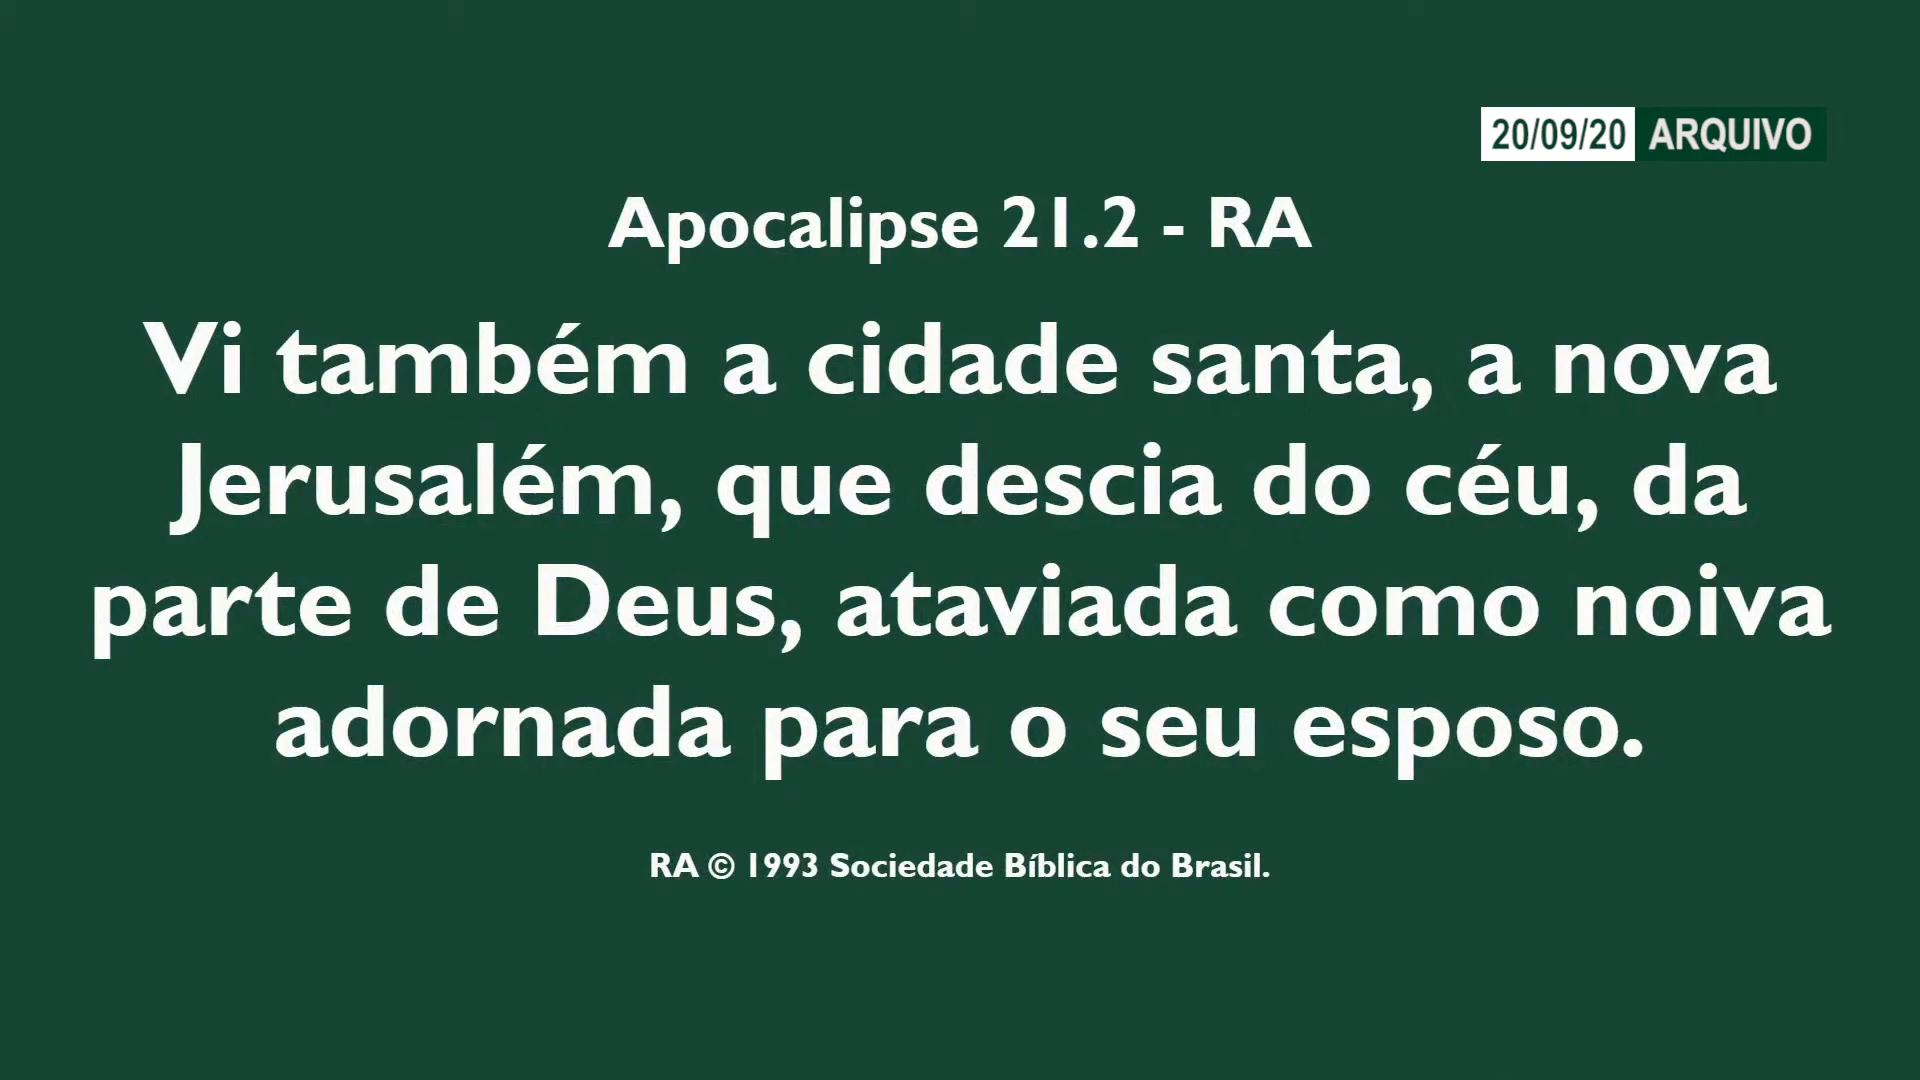 20/09/20 ARQUIVO
Apocalipse 21.2 - RA
Vi também a cidade santa, a nova
Jerusalém, que descia do céu, da
parte de Deus, ataviada como noiva
adornada para o seu esposo.
RA © 1993 Sociedade Bíblica do Brasil.